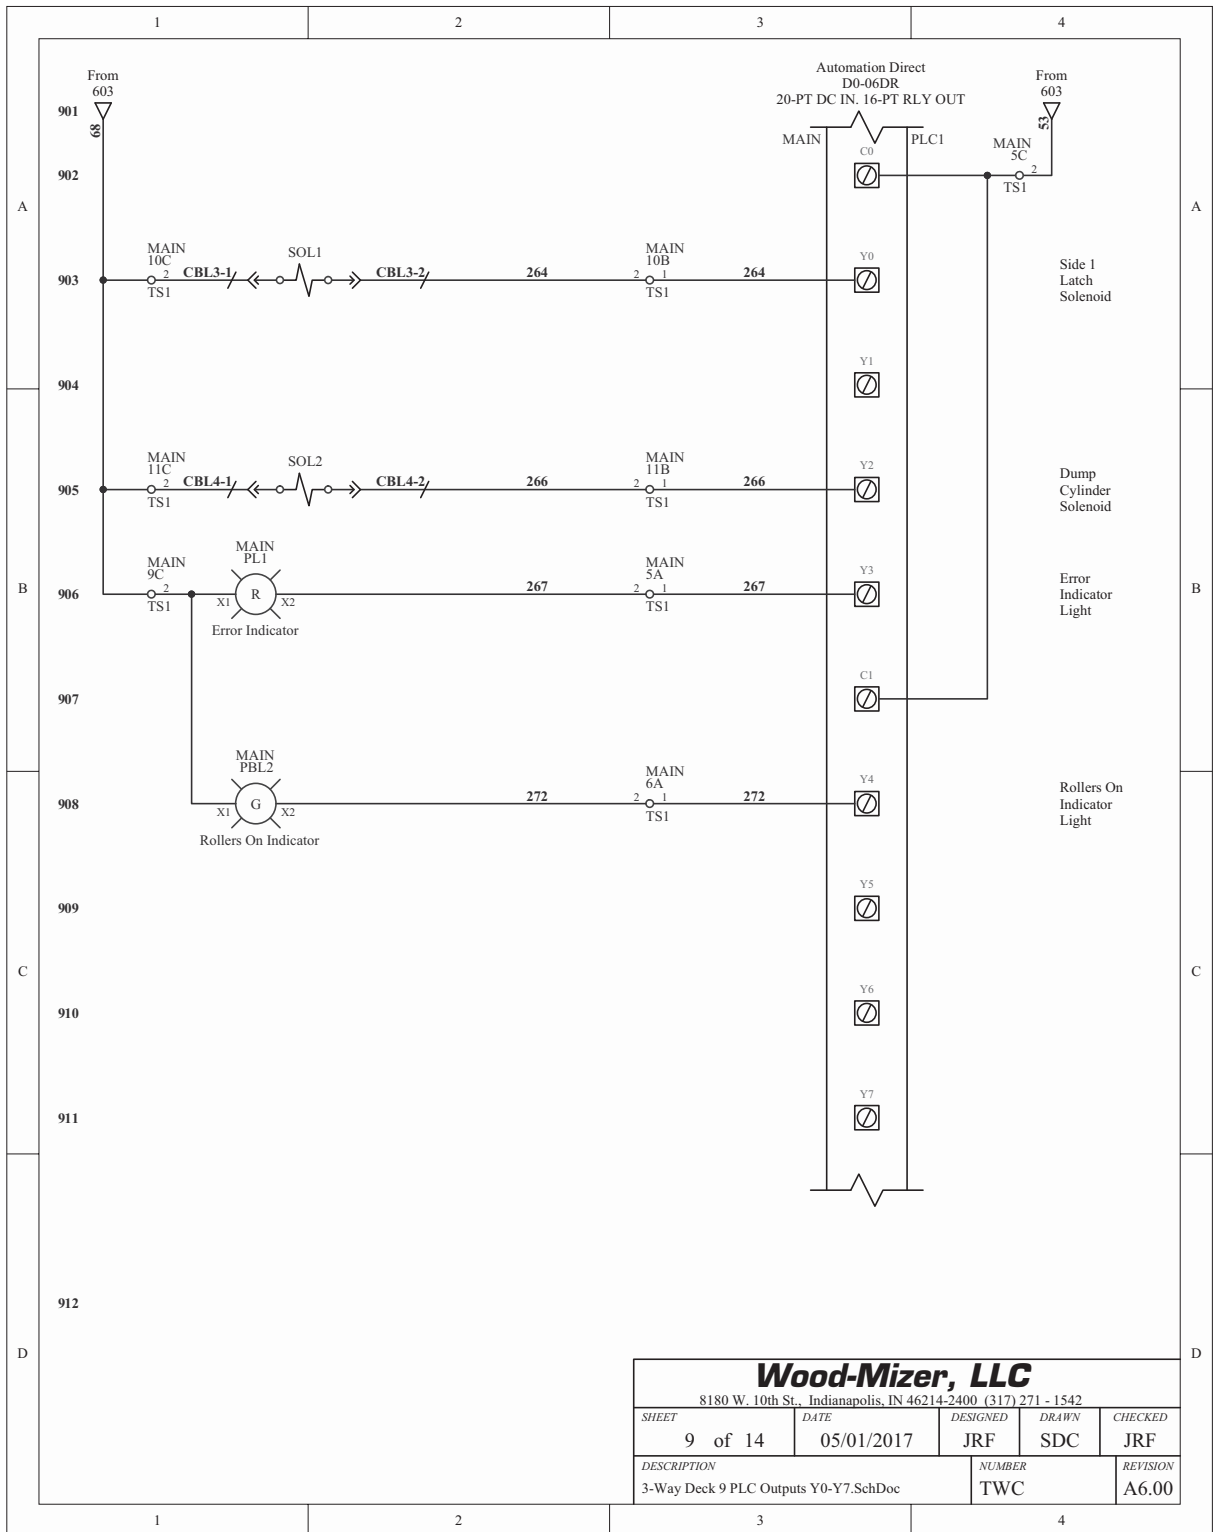 1 2 3 4
From
603
Automation Direct
D0-06DR
20-PT DC IN. 16-PT RLY OUT
From
603
901
68
53
MAIN
PLC1
C0
MAIN
5C
2
TS1
902
A
A
MAIN
10C
2
TS1
CBL3-1
SOL1
CBL3-2
264
MAIN
10B
2 1
TS1
264
Y0
903
Side 1
Latch
Solenoid
Y1
904
MAIN
11C
2
TS1
CBL4-1
SOL2
CBL4-2
266
MAIN
11B
2 1
TS1
266
Y2
905
Dump
Cylinder
Solenoid
MAIN
9C
2
TS1
MAIN
PL1
X1 R X2
Error Indicator
267
MAIN
5A
2 1
TS1
267
Y3
906
Error
Indicator
Light
B
B
C1
907
MAIN
PBL2
X1 G X2
Rollers On Indicator
272
MAIN
6A
2 1
TS1
272
Y4
908
Rollers On
Indicator
Light
Y5
909
C
C
Y6
910
Y7
911
912
D
D
Wood-Mizer, LLC
8180 W. 10th St., Indianapolis, IN 46214-2400 (317) 271 - 1542
SHEET DATE DESIGNED DRAWN CHECKED
9 of 14 05/01/2017 JRF SDC JRF
DESCRIPTION NUMBER REVISION
3-Way Deck 9 PLC Outputs Y0-Y7.SchDoc TWC A6.00
1 2 3 4